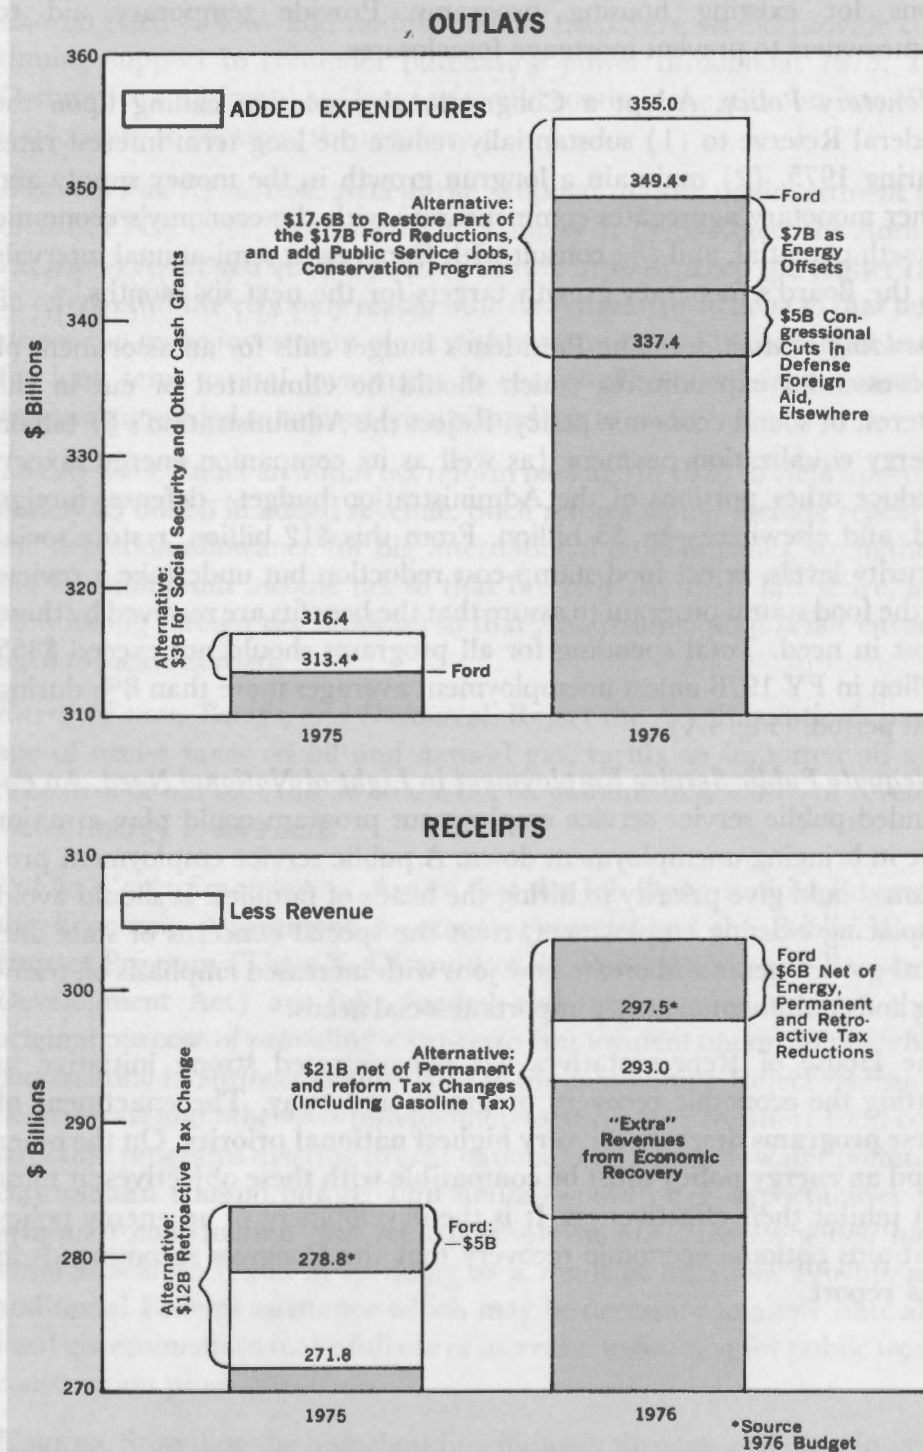 OUTLAYS
360
350
340
330
320
310
$ Billions
ADDED EXPENDITURES
355.0
349.4*
Ford
Alternative:
$17.6B to Restore Part of
the $17B Ford Reductions,
and add Public Service Jobs
Conservation Programs
$7B as
Energy
Offsets
337.4
$5B Con-
gressional
Cuts in
Defense
Foreign
Aid,
Elsewhere
Alternative:
$3B for Social Security and Other Cash Grants
316.4
313.4*
Ford
1975
1976
RECEIPTS
310
300
290
280
270
$ Billions
Less Revenue
Ford
$6B Net of
Energy,
Permanent
and Retro-
active Tax
Reductions
297.5*
293.0
Alternative:
$21B net of Permanent
and reform Tax Changes
(Including Gasoline Tax)
"Extra"
Revenues
from Economic
Recovery
Alternative:
$12B Retroactive Tax change
Ford:
$5B
278.8*
271.8
1975
1976
*Source
1976 Budget